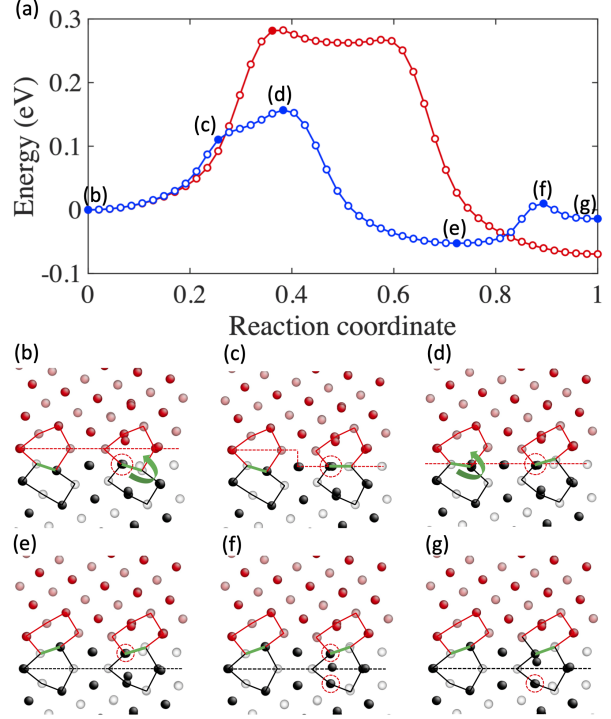 (a)
0.3
0.2
0.1
0
-0.1
Energy (eV)
(b)
(c)
(d)
(e)
(f)
(g)
0
0.2
0.4
0.6
0.8
1
Reaction coordinate
(b)
(c)
(d)
(e)
(f)
(g)